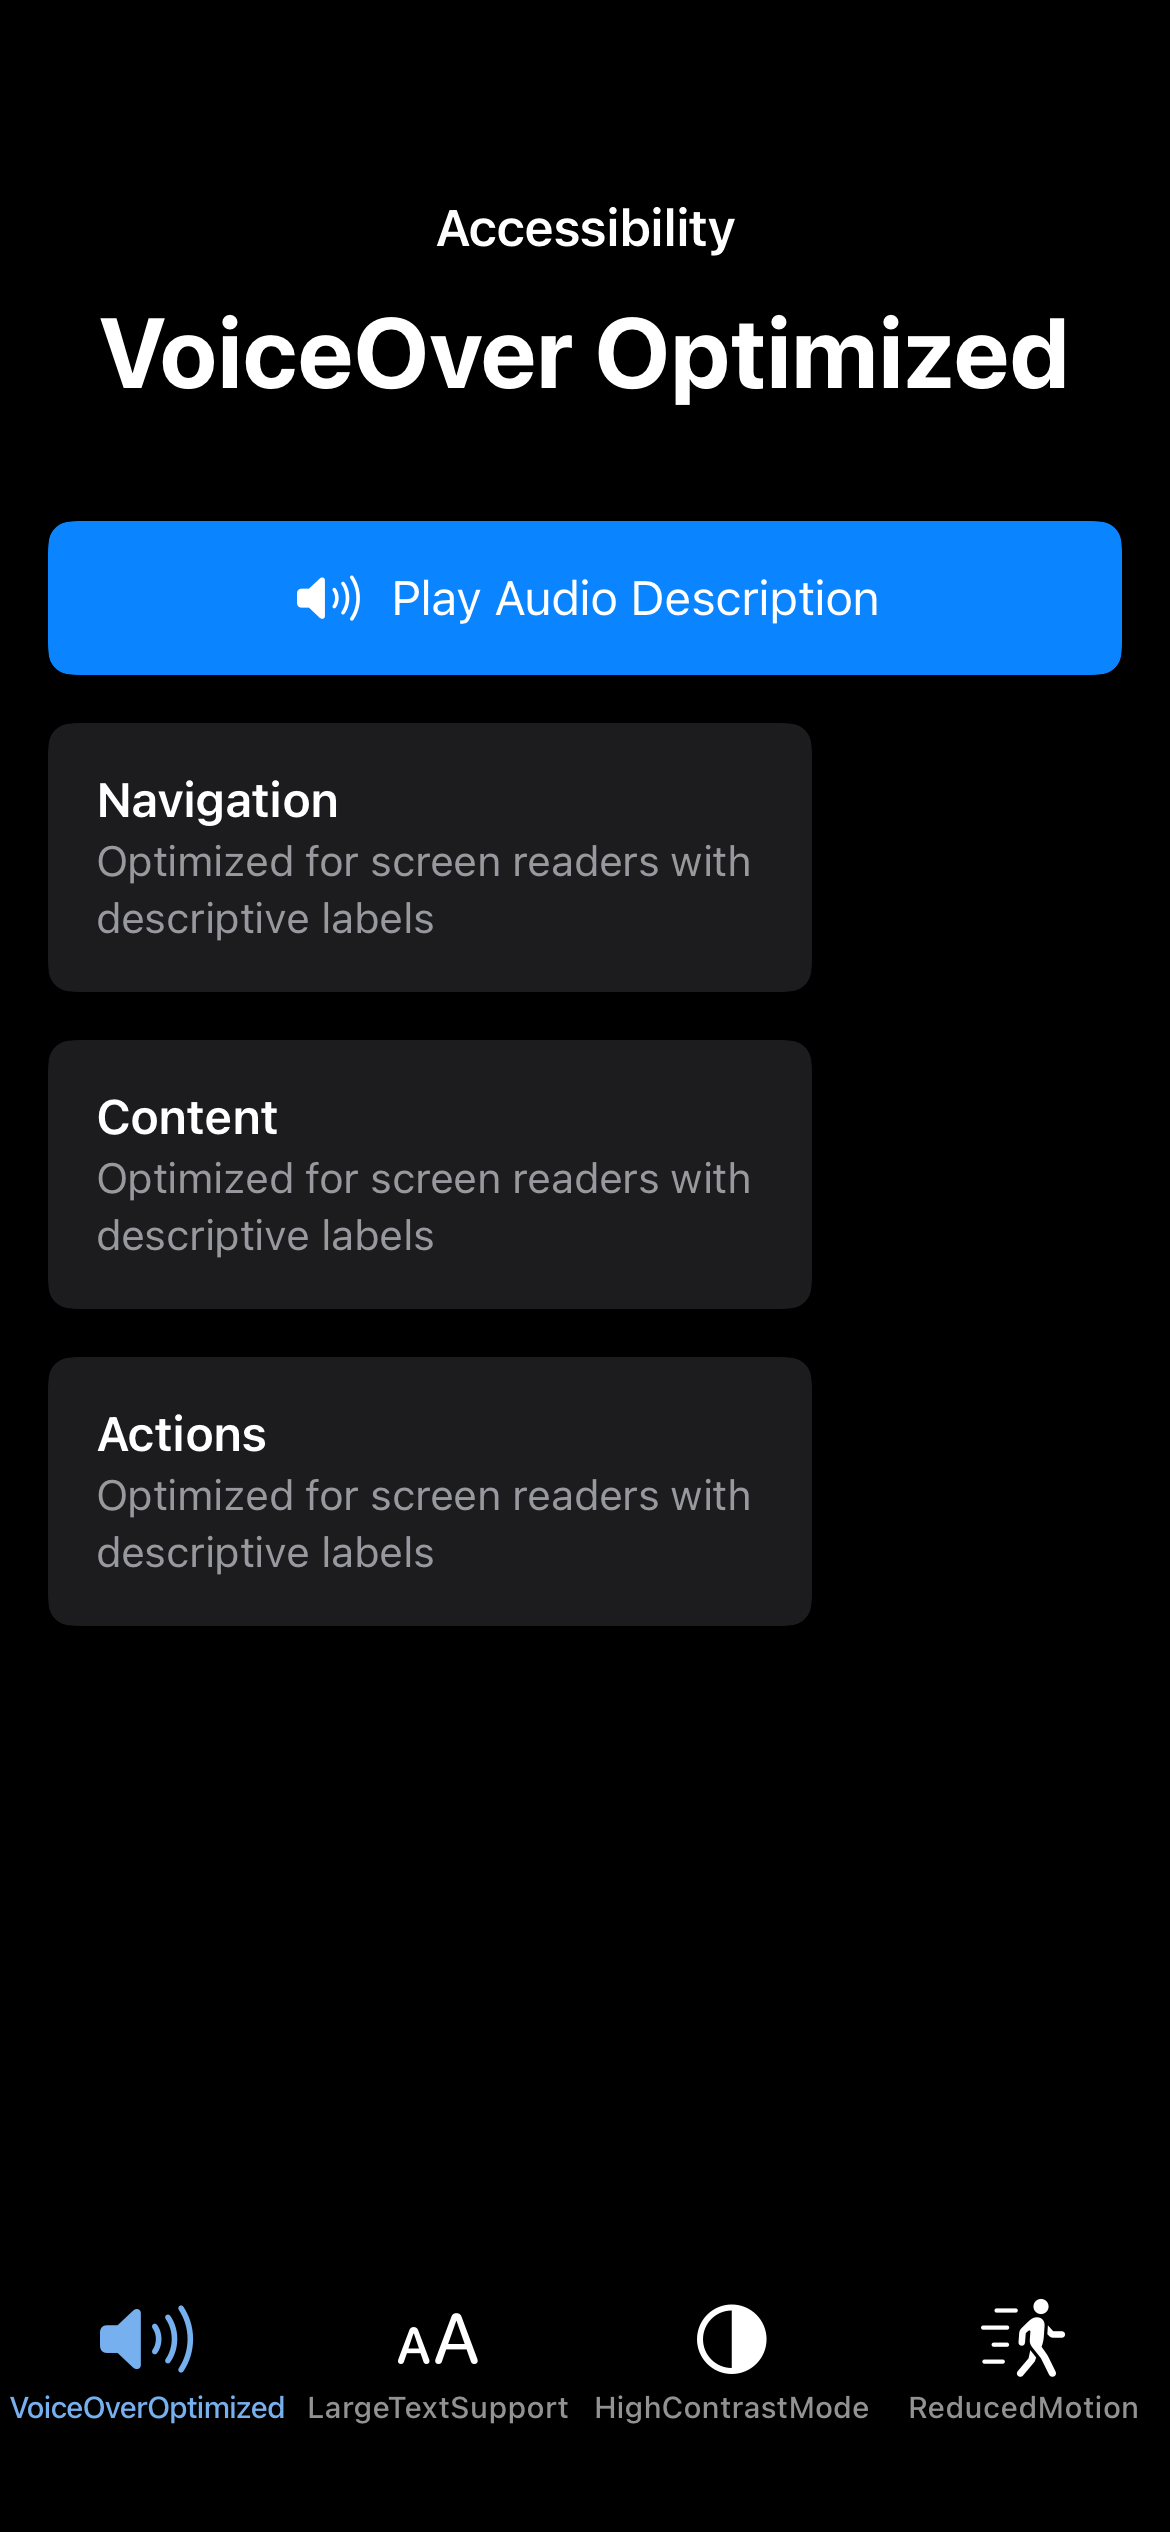 Accessibility
VoiceOver Optimized
Play Audio Description
Navigation
Optimized for screen readers with
descriptive labels
Content
Optimized for screen readers with
descriptive labels
Actions
Optimized for screen readers with
descriptive labels
VoiceOverOptimized LargeTextSupport HighContrastMode ReducedMotion